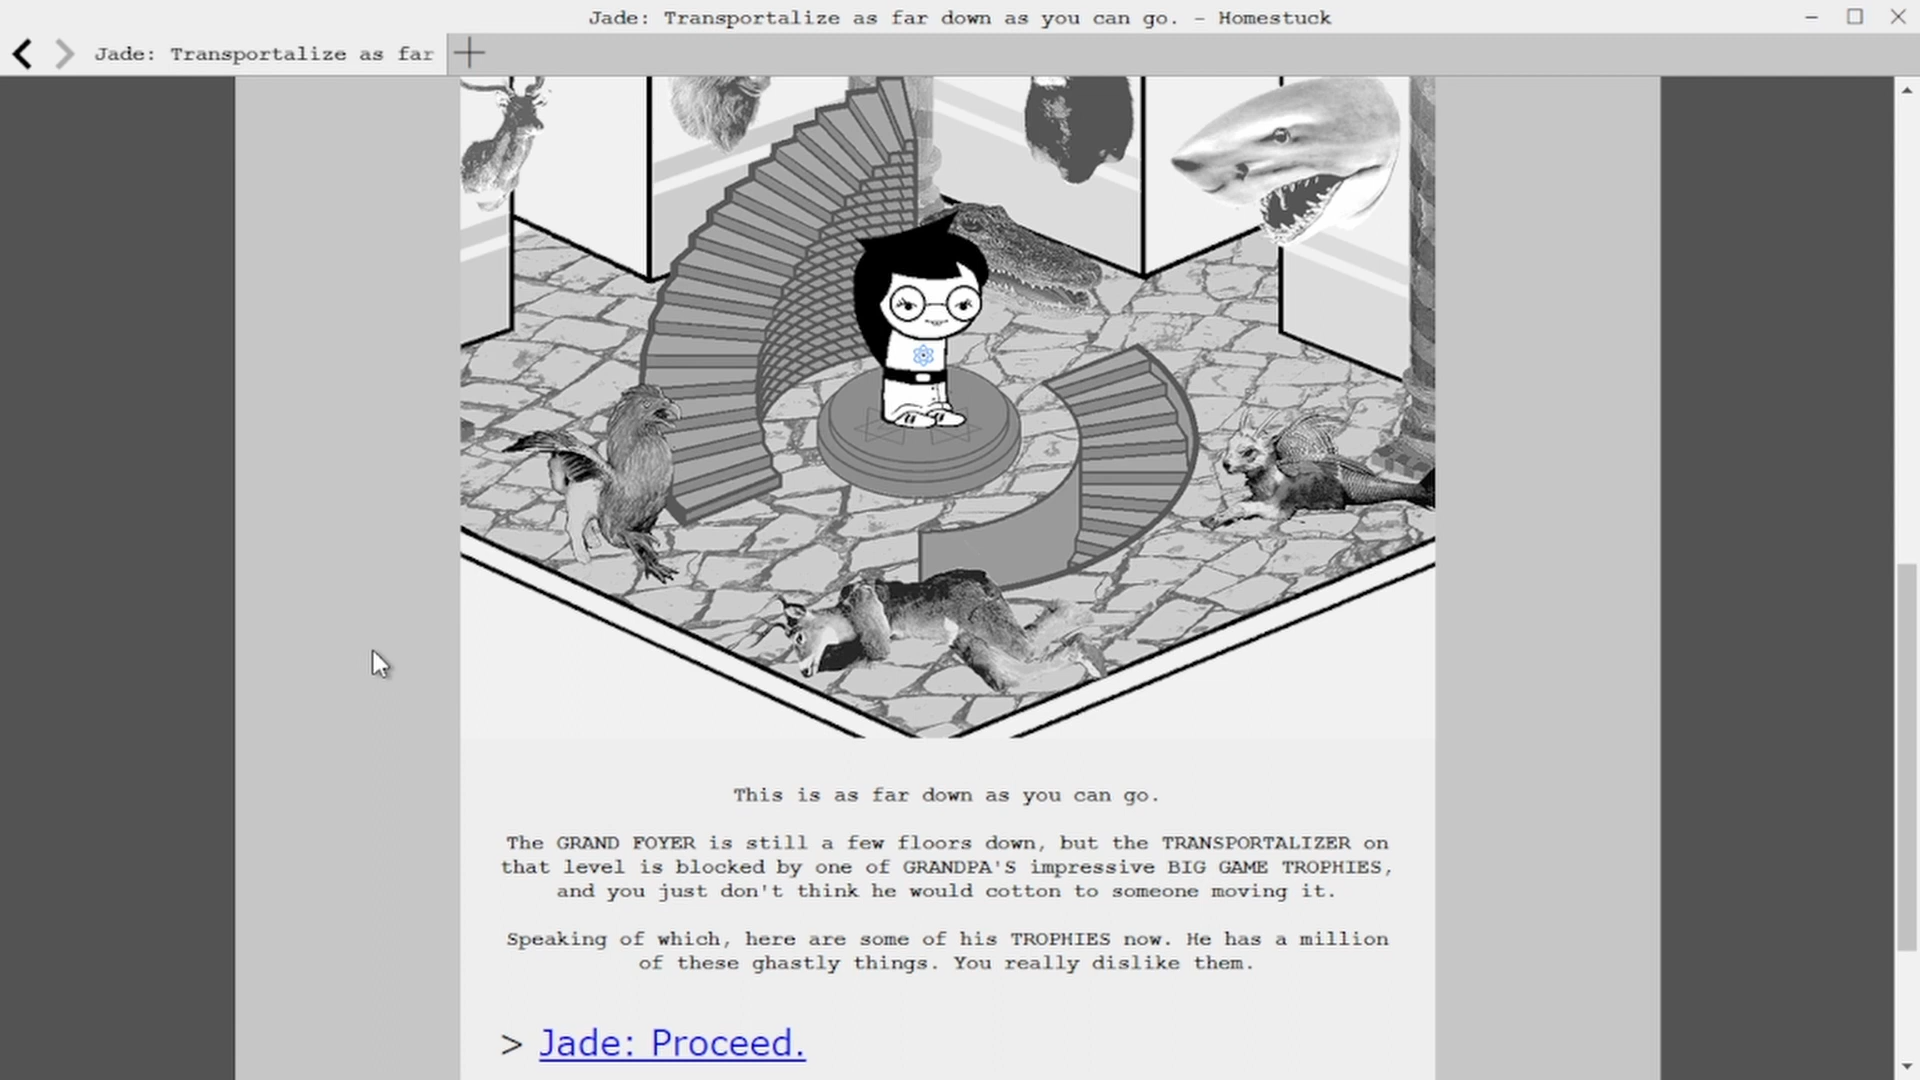 Jade: Transportalize as far down as you can go. - Homestuck
Jade: Transportalize as far
This is as far down as you can go.
The GRAND FOYER is still a few floors down, but the TRANSPORTALIZER on
that level is blocked by one of GRANDPA'S impressive BIG GAME TROPHIES,
and you just don't think he would cotton to someone moving it.
Speaking of which, here are some of his TROPHIES now. He has a million
of these ghastly things. You really dislike them.
> Jade: Proceed.